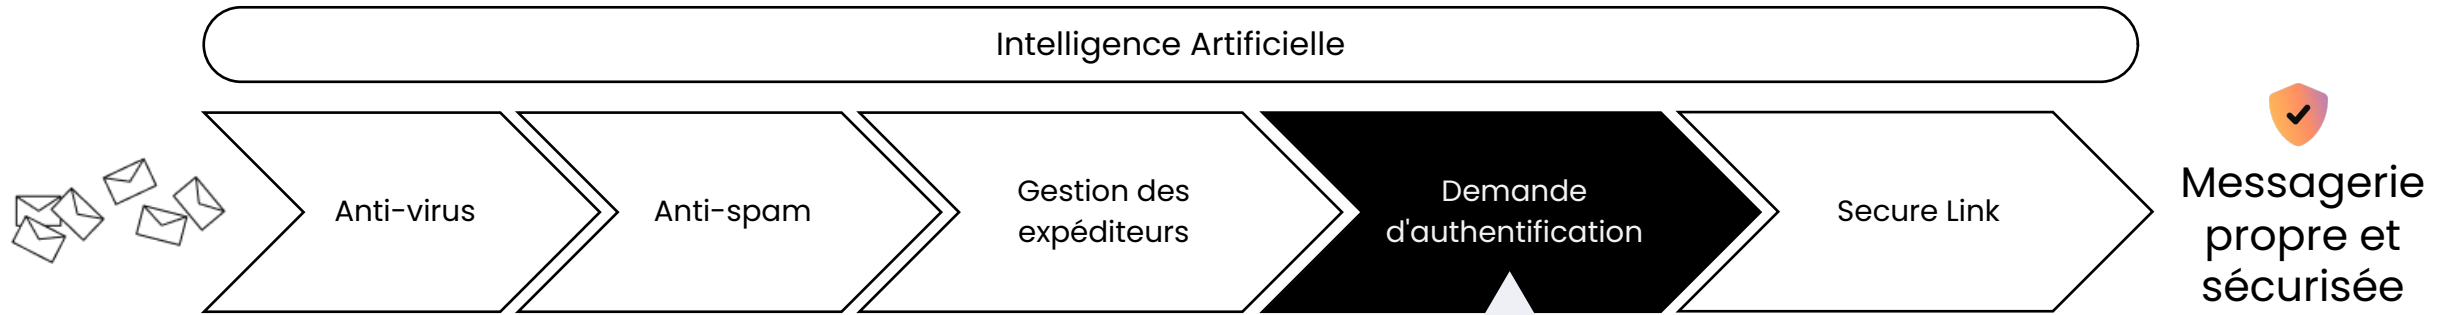 Intelligence Artificielle
Anti-virus
Anti-spam
Gestion des
expéditeurs
Demande
d'authentification
Secure Link
Messagerie
propre et
sécurisée